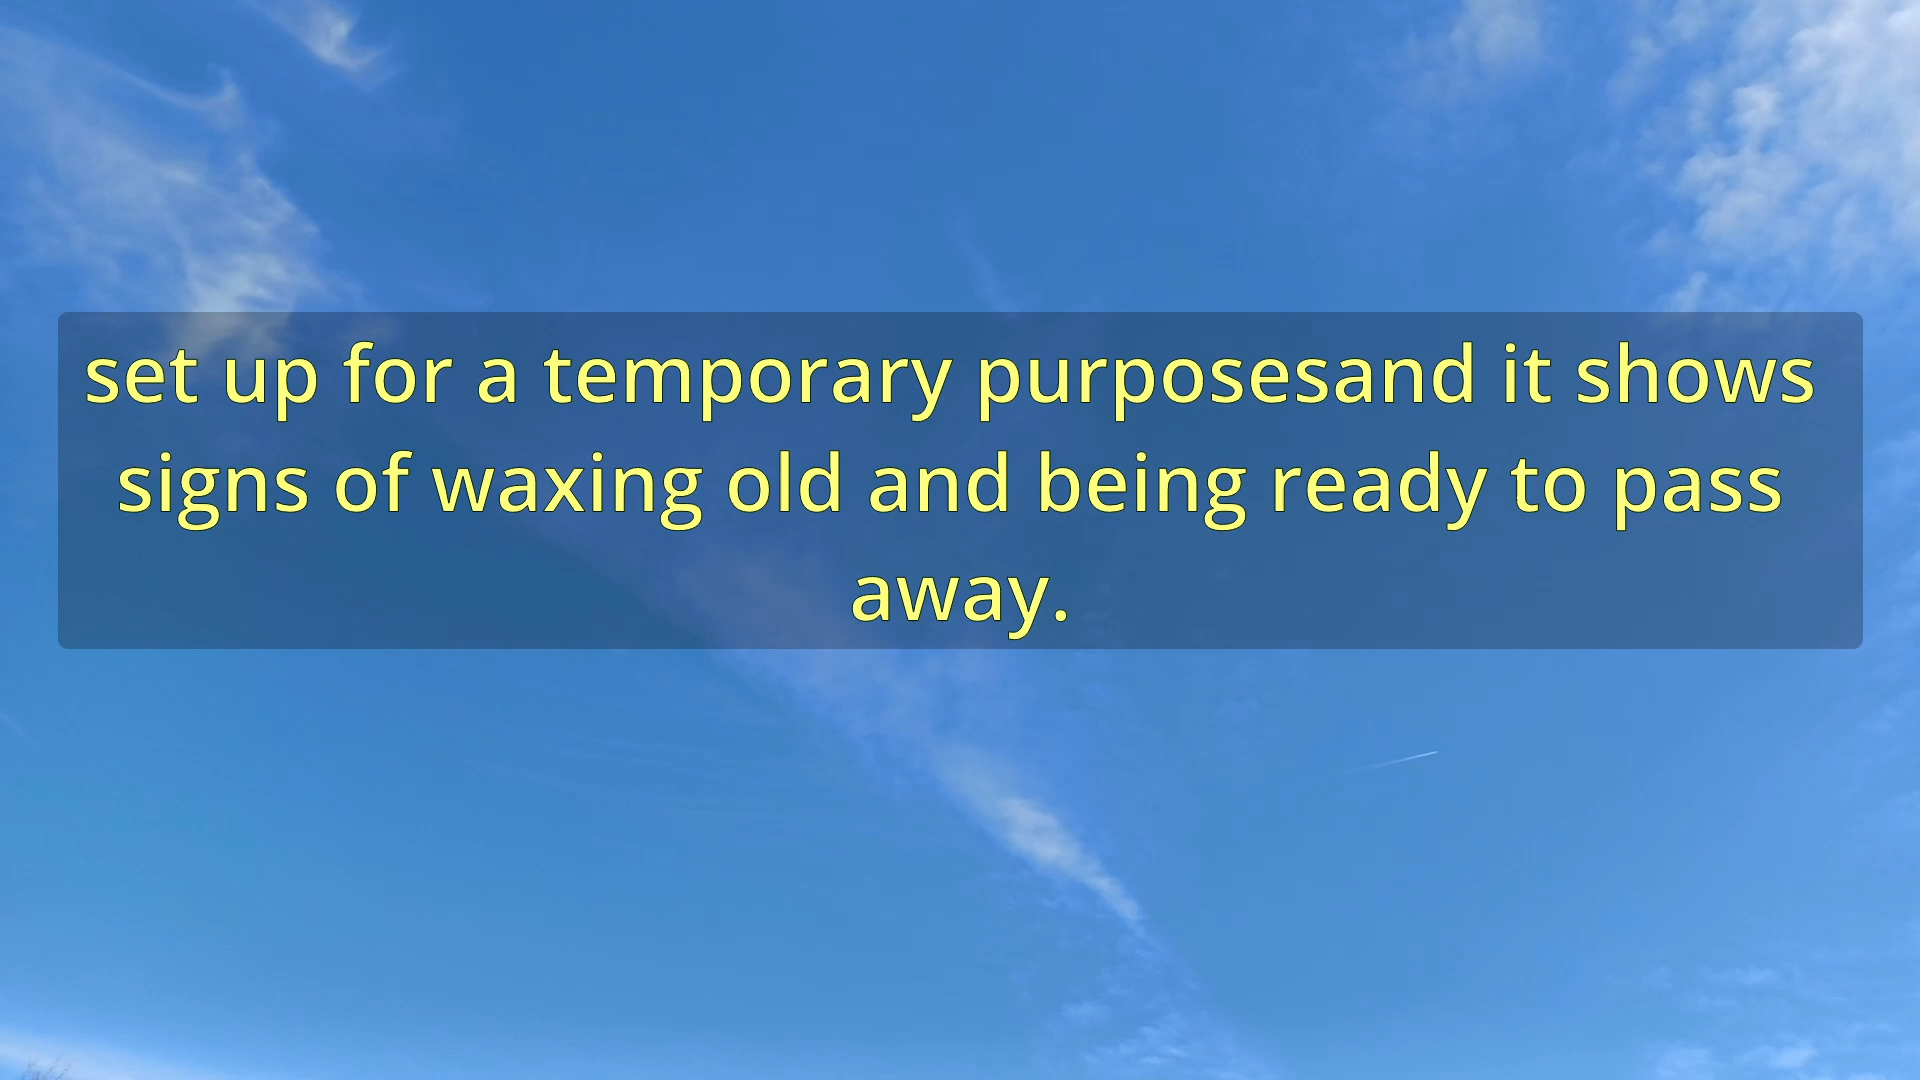 set up for a temporary purposesand it shows
signs of waxing old and being ready to pass
away.